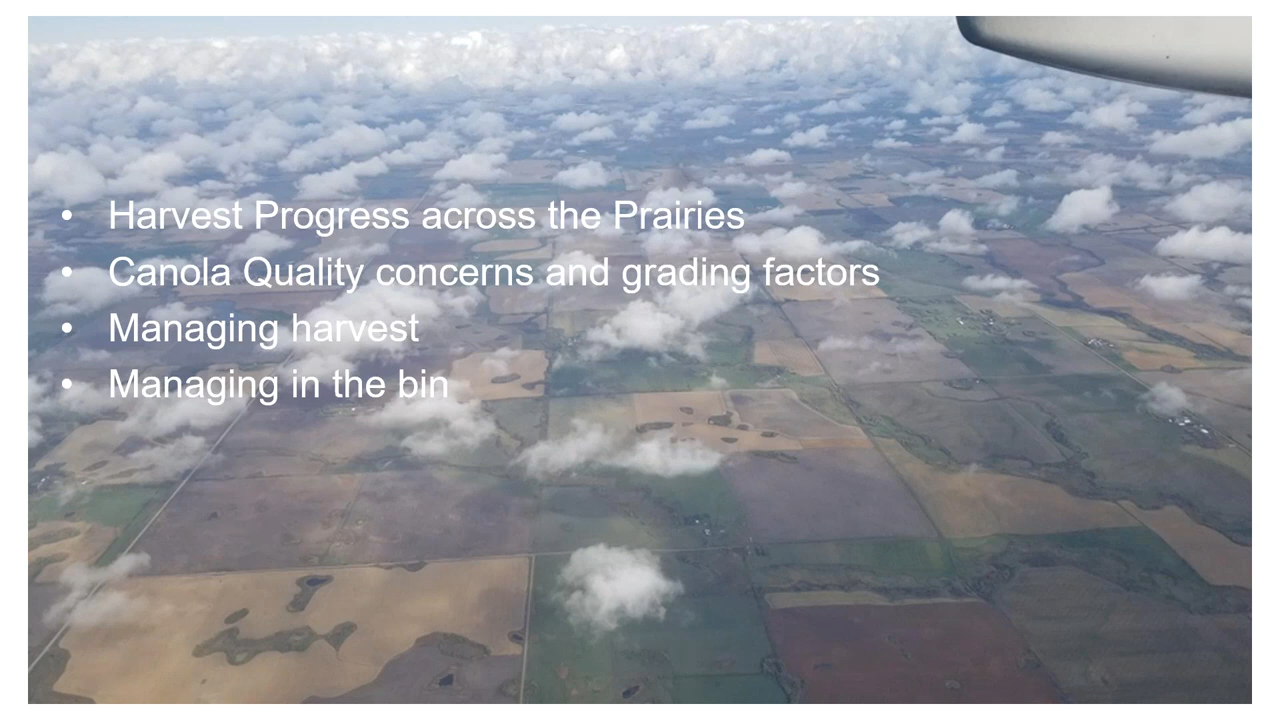 • Harvest Progress across the Prairies
• Canola Quality concerns and grading factors
• Managing harvest
• Managing in the bin